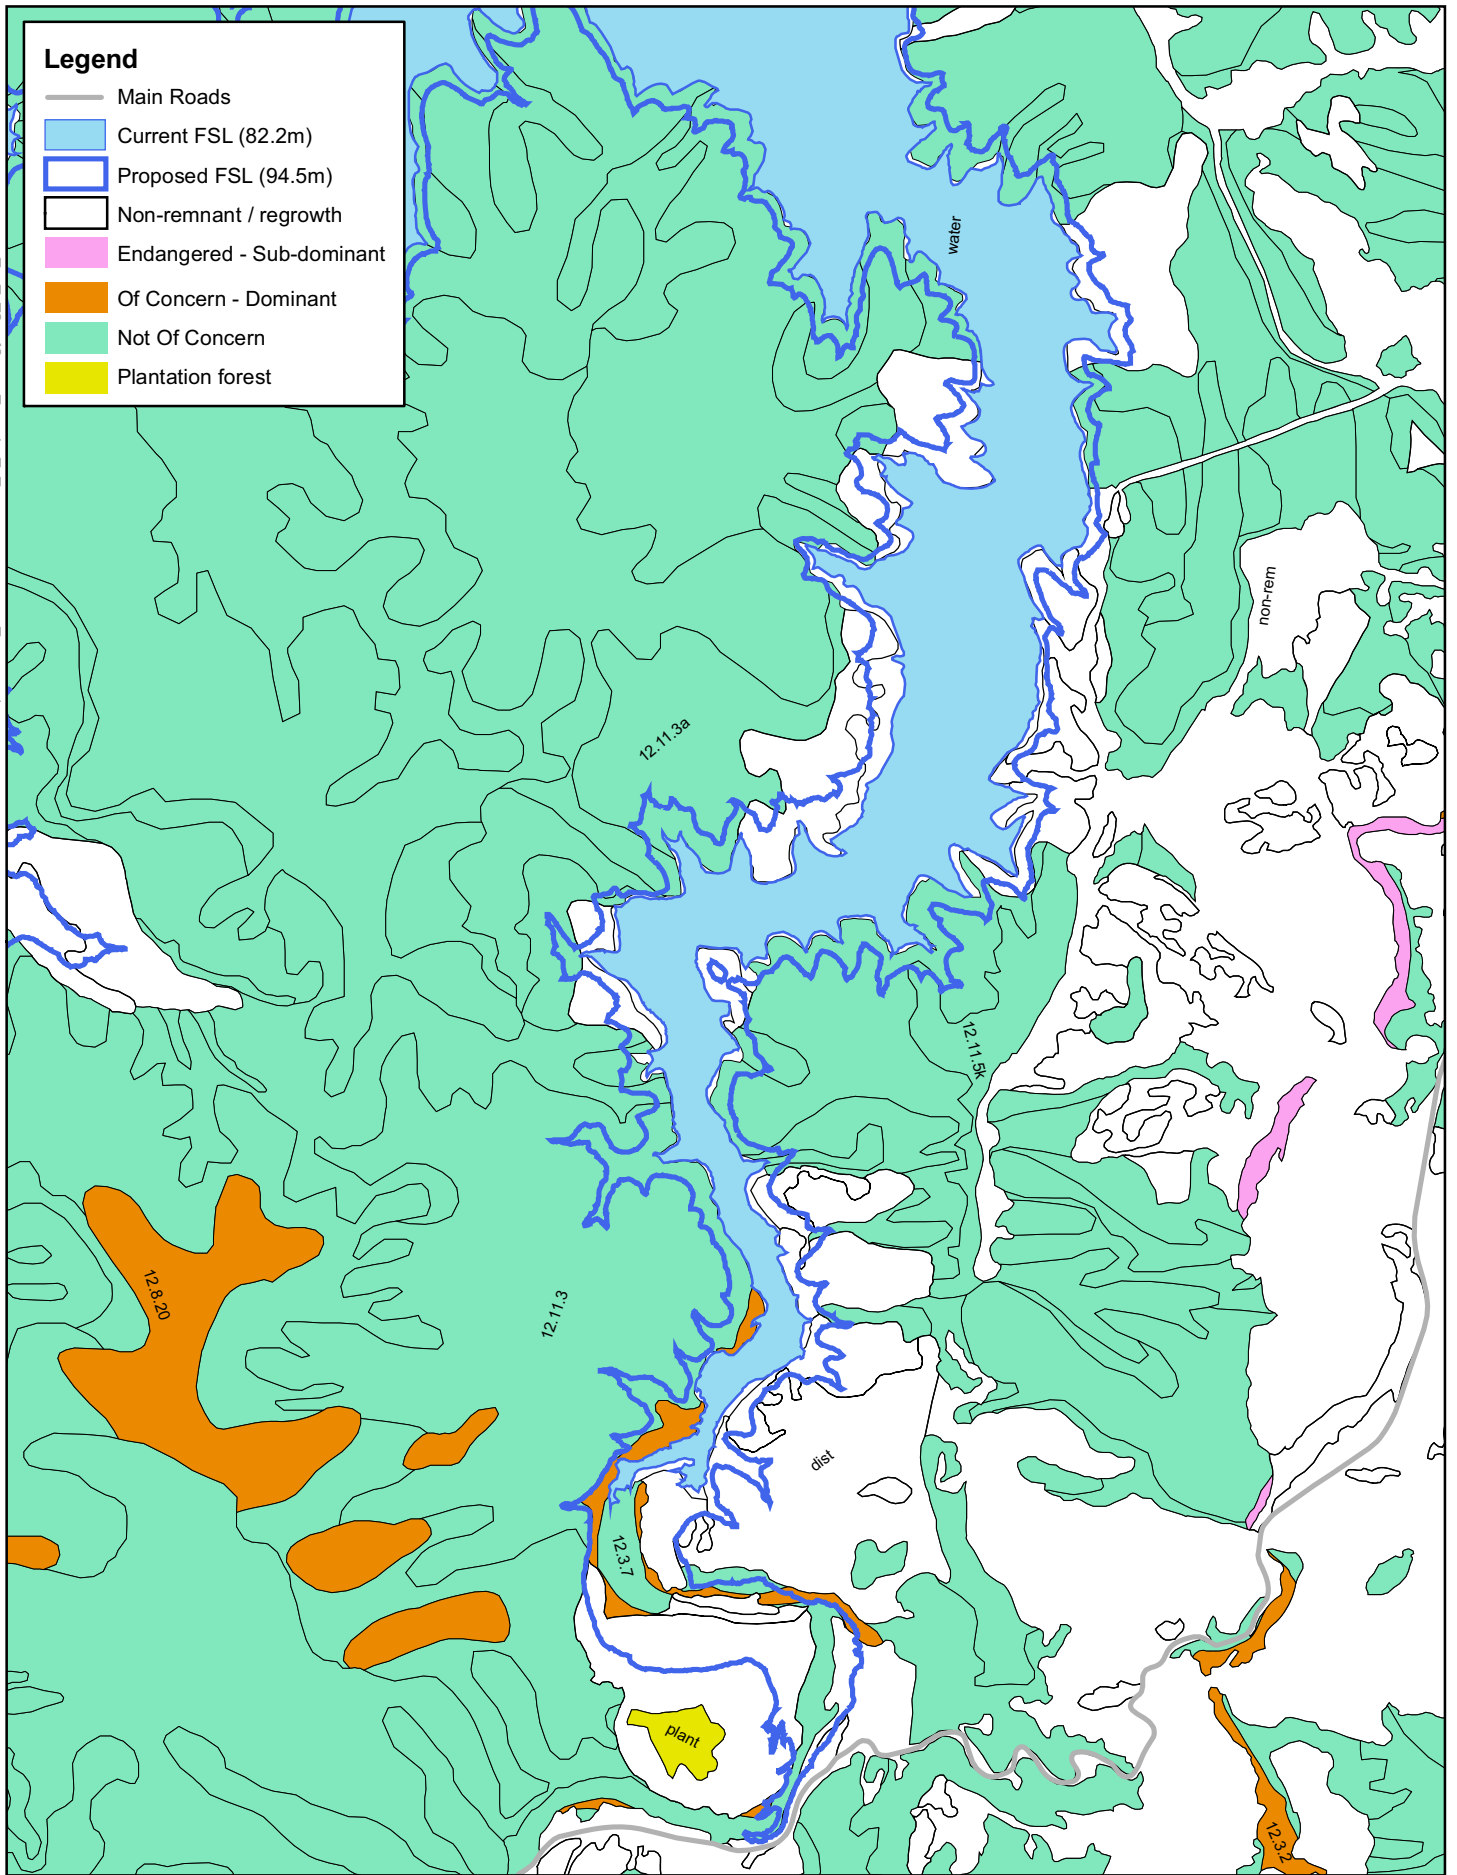 Legend
Main Roads
Current FSL (82.2m)
Proposed FSL (94.5m)
Non-remnant / regrowth
Endangered - Sub-dominant
Of Concern - Dominant
Not Of Concern
Plantation forest
water
non-rem
12.11.3a
12.11.5k
12.8.20
12.11.3
dist
12.3.7
plant
12.3.2